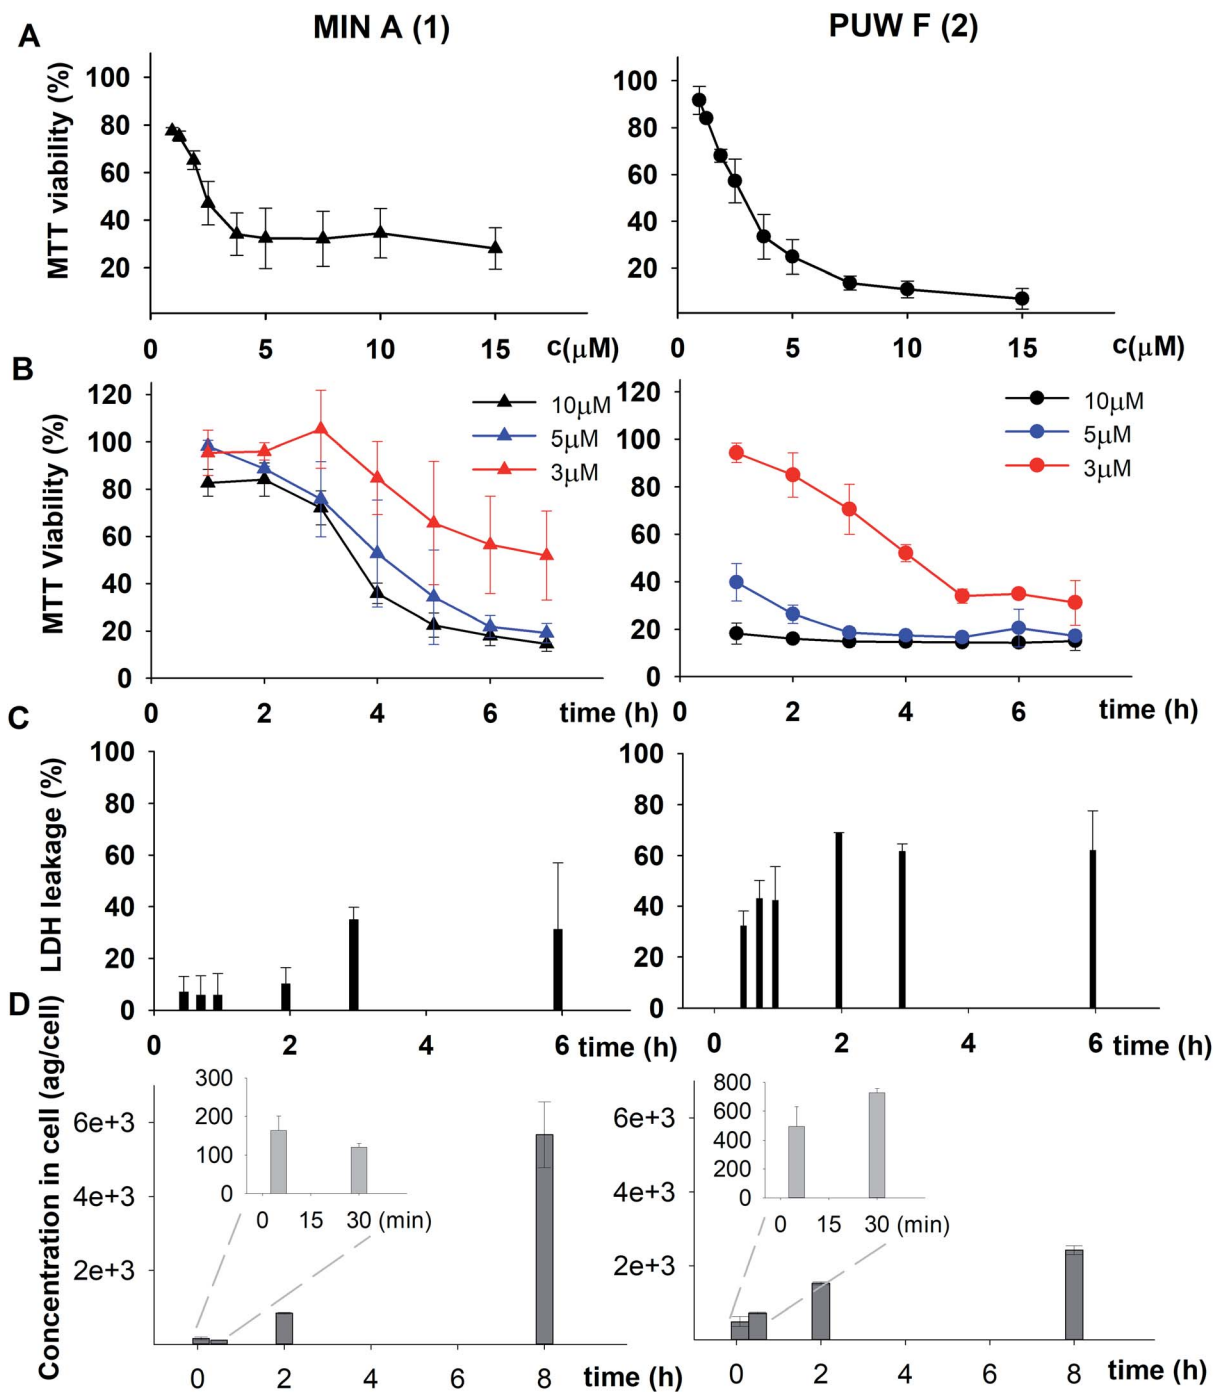 MIN A (1)
PUW F (2)
A
MTT viability (%)
100
80
60
40
20
0
5
10
15
c(μM)
100
80
60
40
20
0
5
10
15
c(μM)
B
MTT Viability (%)
120
100
80
60
40
20
0
10μM
5μM
3μM
0
2
4
6
time (h)
120
100
80
60
40
20
0
10μM
5μM
3μM
0
2
4
6
time (h)
C
LDH leakage (%)
100
80
60
40
20
0
0
2
4
6
time (h)
100
80
60
40
20
0
0
2
4
6
time (h)
D
Concentration in cell (ag/cell)
6e+3
4e+3
2e+3
300
200
100
0
0
15
30 (min)
0
2
4
6
8
time (h)
6e+3
4e+3
2e+3
800
600
400
200
0
0
15
30 (min)
0
2
4
6
8
time (h)